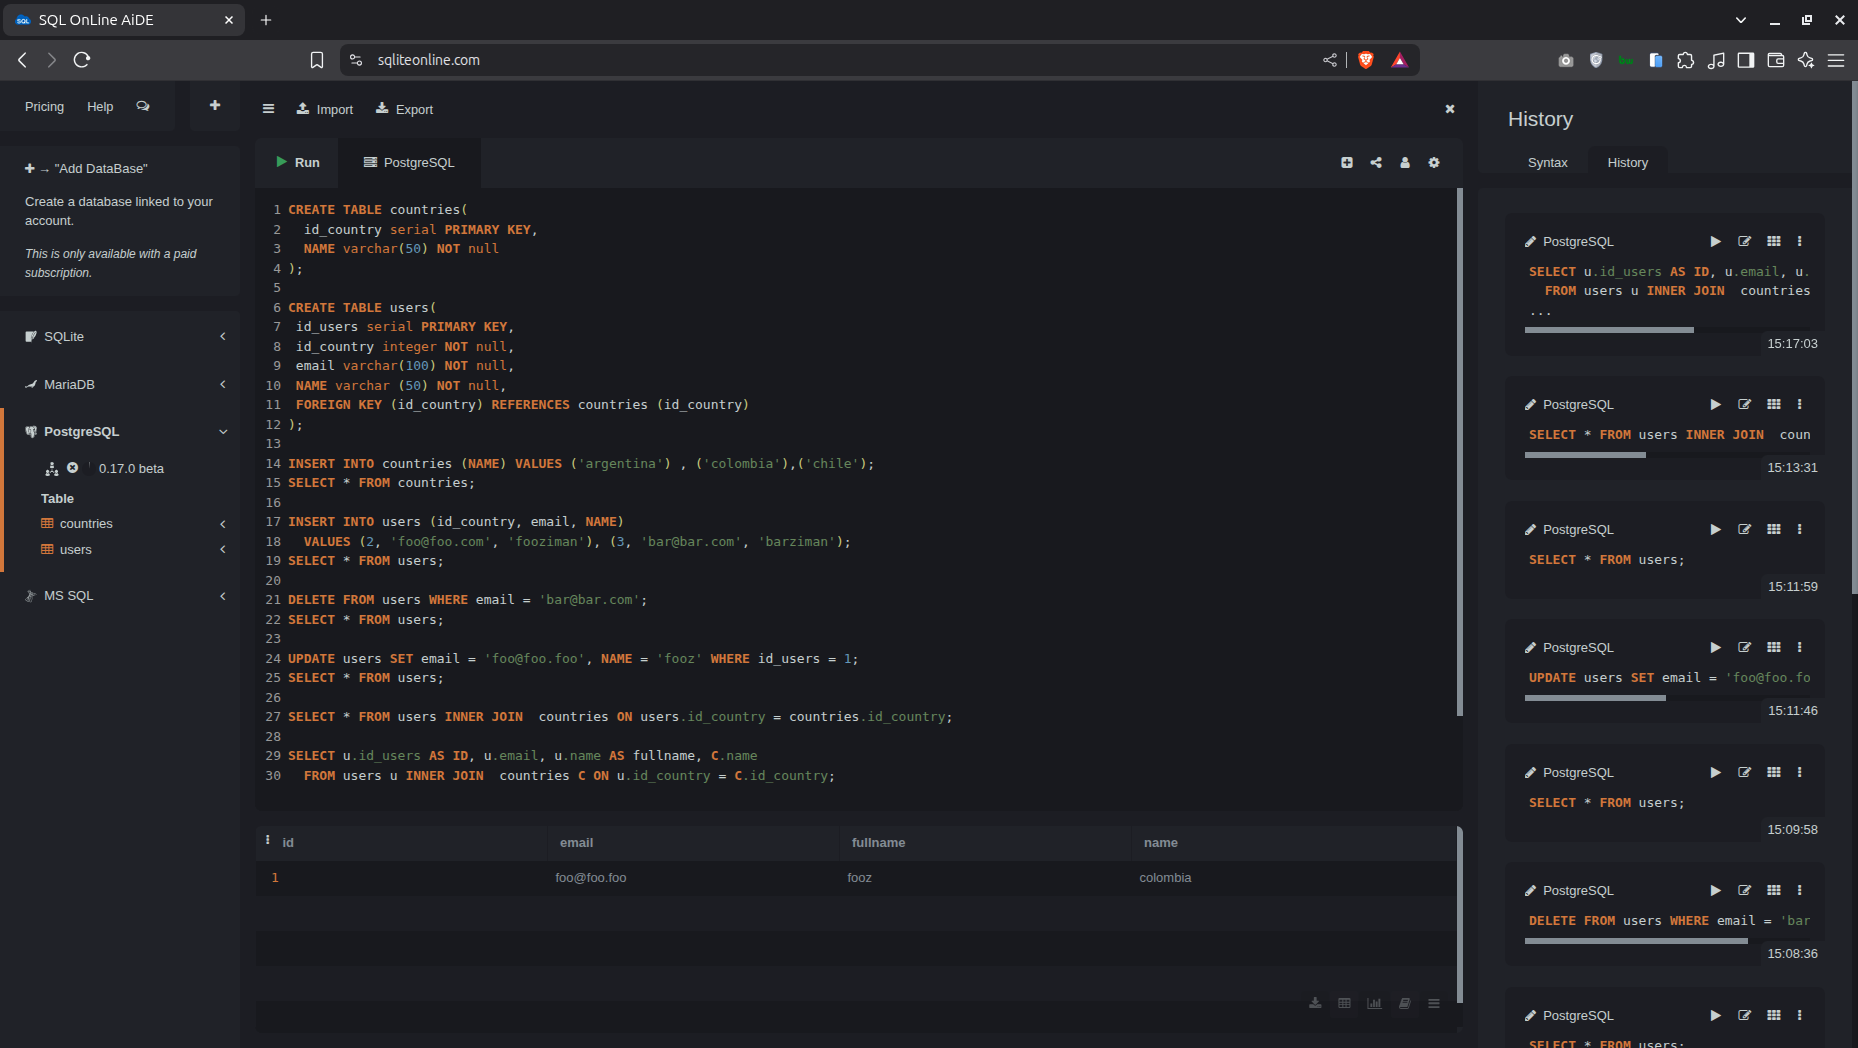 SQL OnLine AiDE
sqliteonline.com
Pricing
Help
Import
Export
"Add DataBase"
Create a database linked to your
account.
This is only available with a paid
subscription.
SQLite
MariaDB
PostgreSQL
0.17.0 beta
Table
countries
users
MS SQL
Run
PostgreSQL
1 CREATE TABLE countries(
2 id_country serial PRIMARY KEY,
3 NAME varchar(50) NOT null
4 );
5
6 CREATE TABLE users(
7 id_users serial PRIMARY KEY,
8 id_country integer NOT null,
9 email varchar(100) NOT null,
10 NAME varchar (50) NOT null,
11 FOREIGN KEY (id_country) REFERENCES countries (id_country)
12 );
13
14 INSERT INTO countries (NAME) VALUES ('argentina') , ('colombia'),('chile');
15 SELECT * FROM countries;
16
17 INSERT INTO users (id_country, email, NAME)
18 VALUES (2, 'foo@foo.com', 'fooziman'), (3, 'bar@bar.com', 'barziman');
19 SELECT * FROM users;
20
21 DELETE FROM users WHERE email = 'bar@bar.com';
22 SELECT * FROM users;
23
24 UPDATE users SET email = 'foo@foo.foo', NAME = 'fooz' WHERE id_users = 1;
25 SELECT * FROM users;
26
27 SELECT * FROM users INNER JOIN  countries ON users.id_country = countries.id_country;
28
29 SELECT u.id_users AS ID, u.email, u.name AS fullname, C.name
30 FROM users u INNER JOIN  countries C ON u.id_country = C.id_country;
id email fullname name
1 foo@foo.foo fooz colombia
History
Syntax
History
PostgreSQL
SELECT u.id_users AS ID, u.email, u.
FROM users u INNER JOIN  countries
...
15:17:03
PostgreSQL
SELECT * FROM users INNER JOIN  coun
15:13:31
PostgreSQL
SELECT * FROM users;
15:11:59
PostgreSQL
UPDATE users SET email = 'foo@foo.fo
15:11:46
PostgreSQL
SELECT * FROM users;
15:09:58
PostgreSQL
DELETE FROM users WHERE email = 'bar
15:08:36
PostgreSQL
SELECT * FROM users;